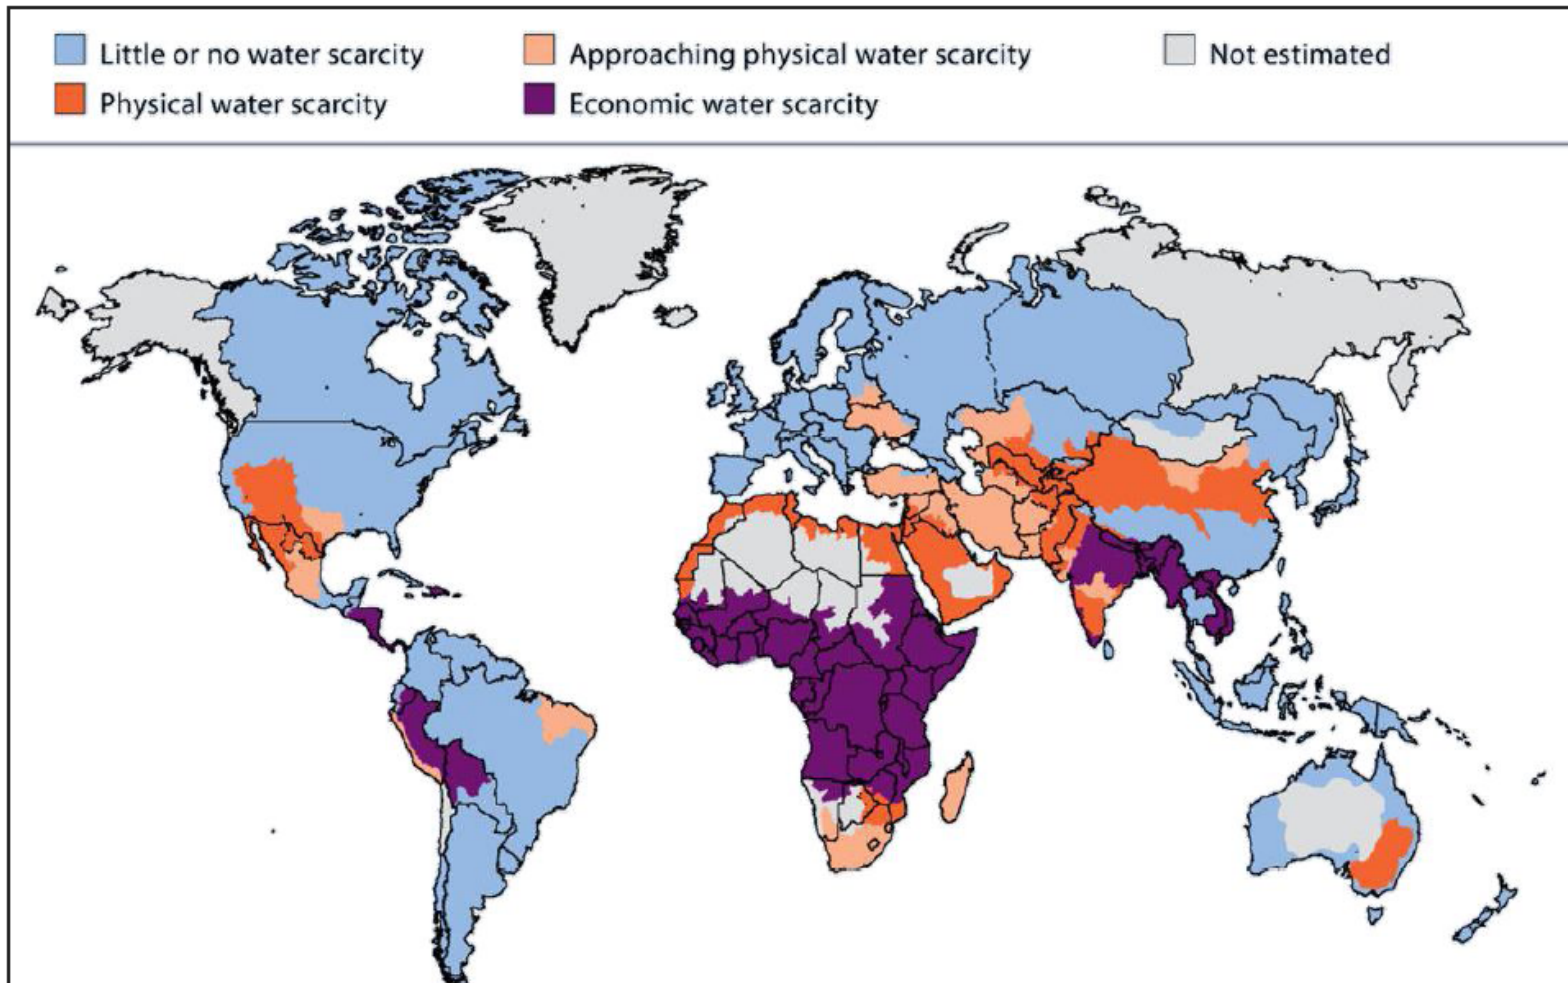 Little or no water scarcity
Approaching physical water scarcity
Not estimated
Physical water scarcity
Economic water scarcity